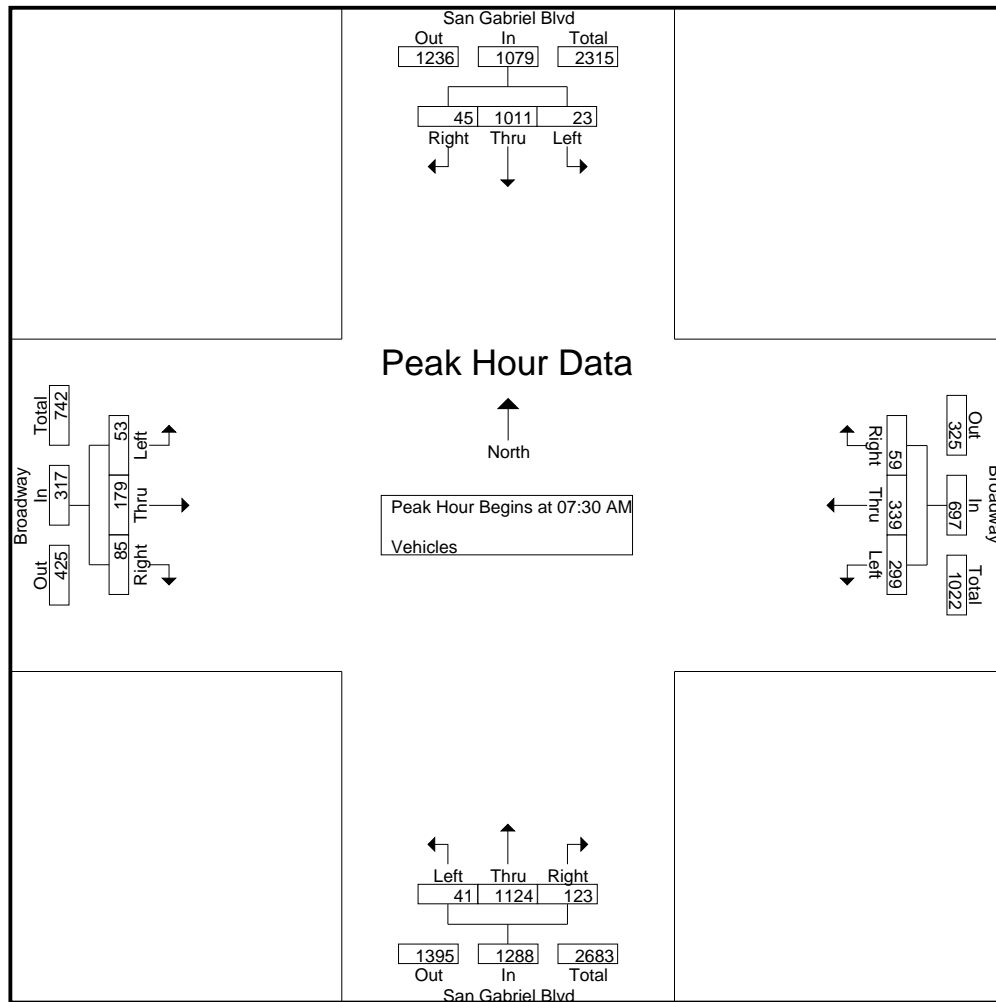 San Gabriel Blvd
Out In Total
1236 1079 2315
45 1011 23
Right Thru Left
Peak Hour Data
North
Peak Hour Begins at 07:30 AM
Vehicles
Broadway
Total In Out
742 317 425
53 179 85
Left Thru Right
Right Thru Left
59 339 299
Out In Total
325 697 1022
Broadway
Left Thru Right
41 1124 123
1395 1288 2683
Out In Total
San Gabriel Blvd